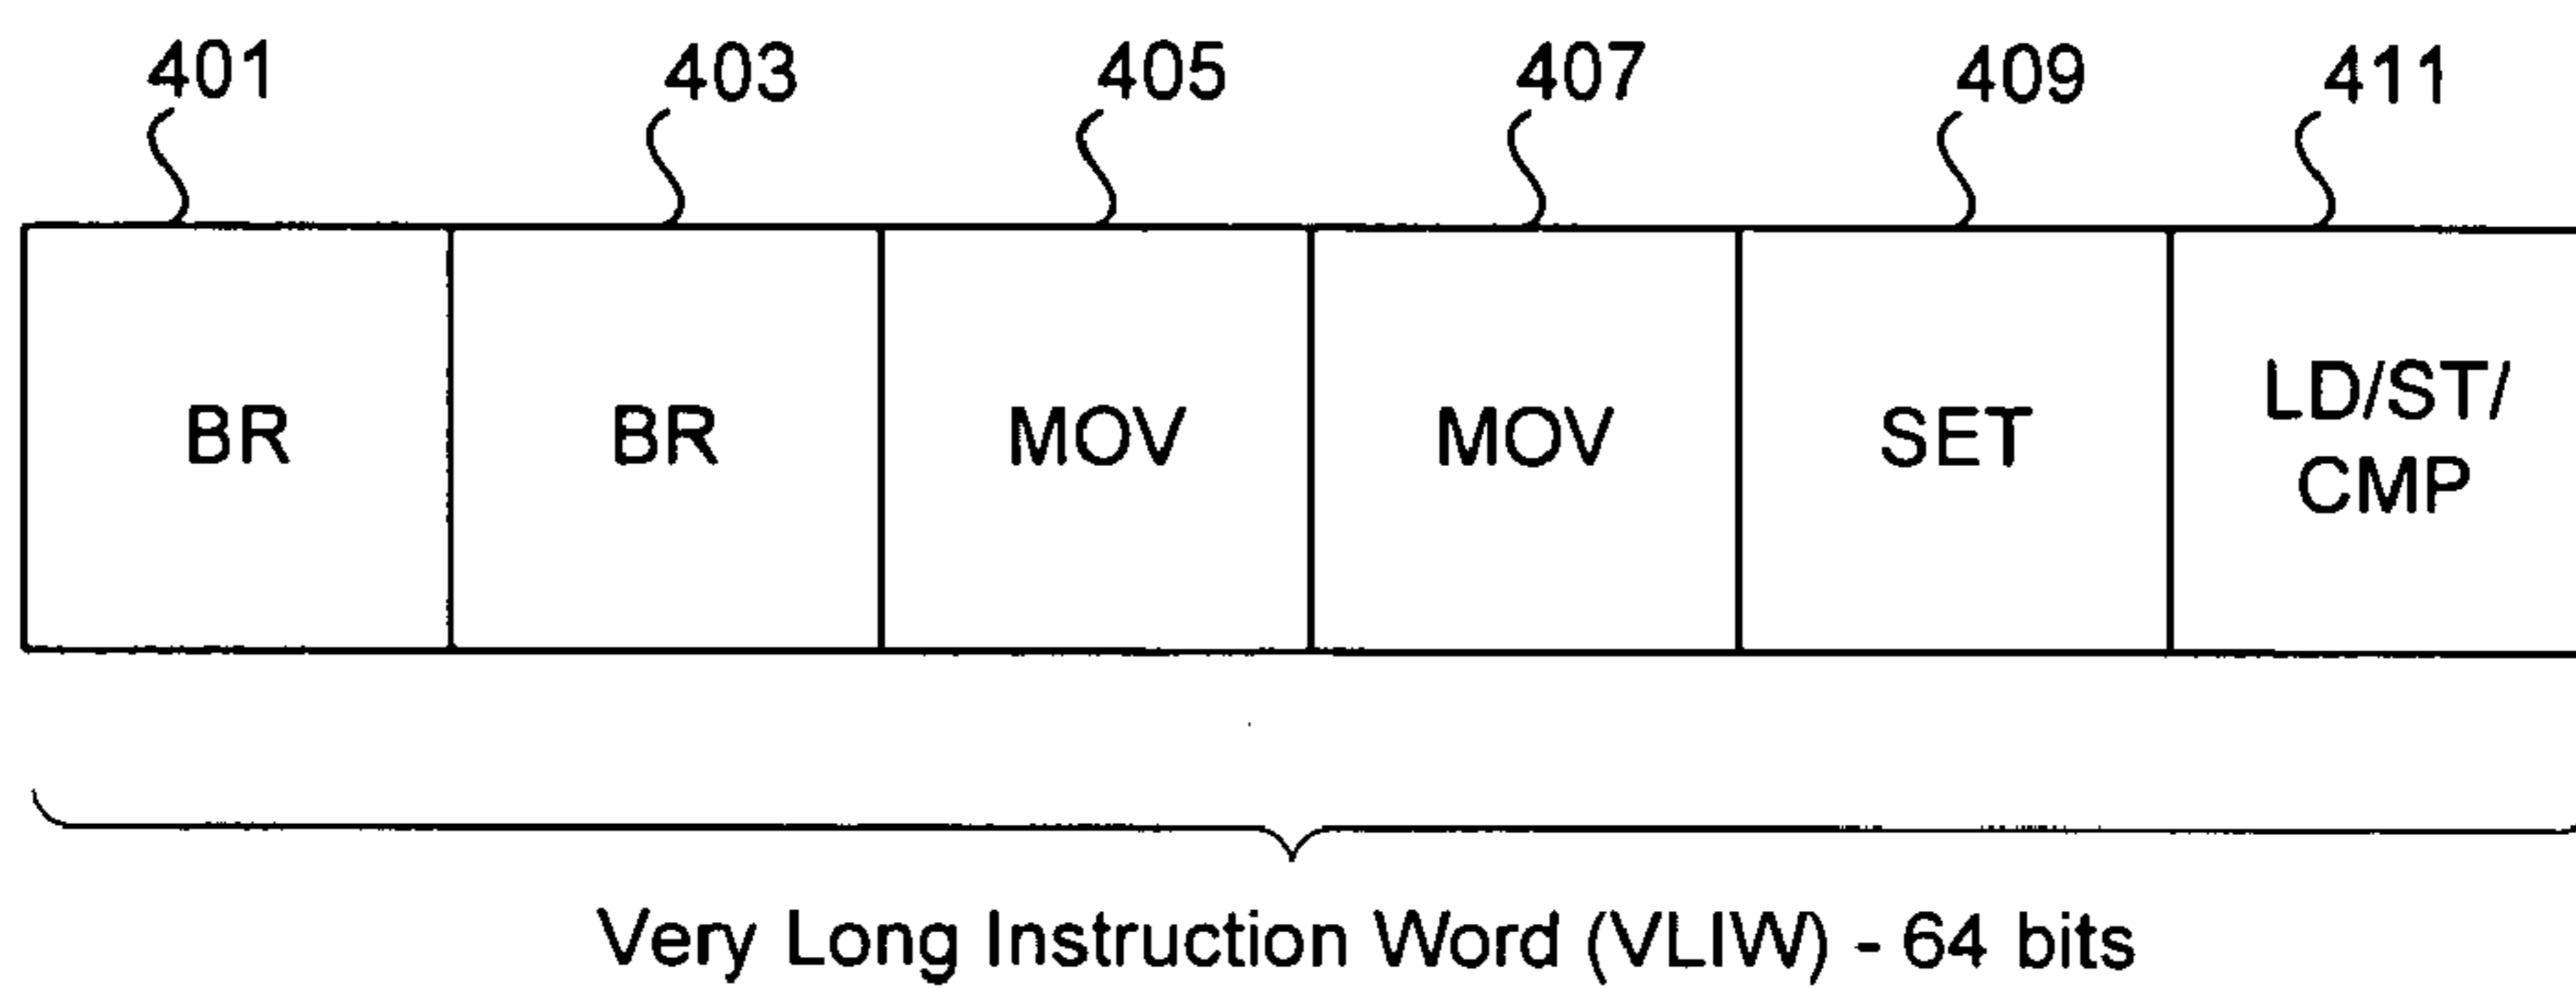 401 403 405 407 409 411
BR BR MOV MOV SET LD/ST/
CMP
Very Long Instruction Word (VLIW) - 64 bits